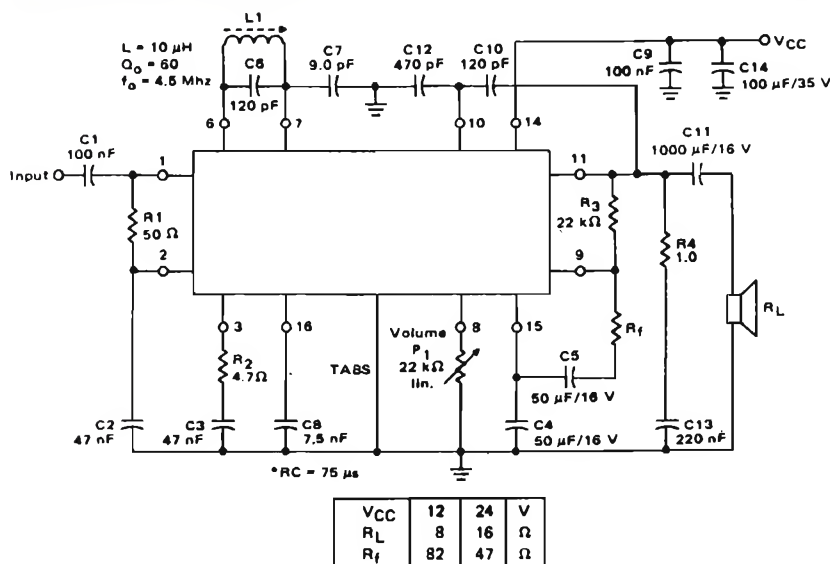 L1
L = 10 µH
Qo = 60
fo = 4.5 Mhz
C6
120 pF
C7
9.0 pF
C12
470 pF
C10
120 pF
VCC
C9
100 nF
C14
100 µF/35 V
6
7
10
14
C1
100 nF
Input
1
11
C11
1000 µF/16 V
R1
50 Ω
R3
22 kΩ
R4
1.0
2
9
RL
3
16
Volume
P1
22 kΩ
lin.
8
15
Rf
R2
4.7Ω
TABS
C5
50 µF/16 V
C2
47 nF
C3
47 nF
C8
7.5 nF
C4
50 µF/16 V
C13
220 nF
*RC = 75 µs
VCC 12 24 V
RL 8 16 Ω
Rf 82 47 Ω